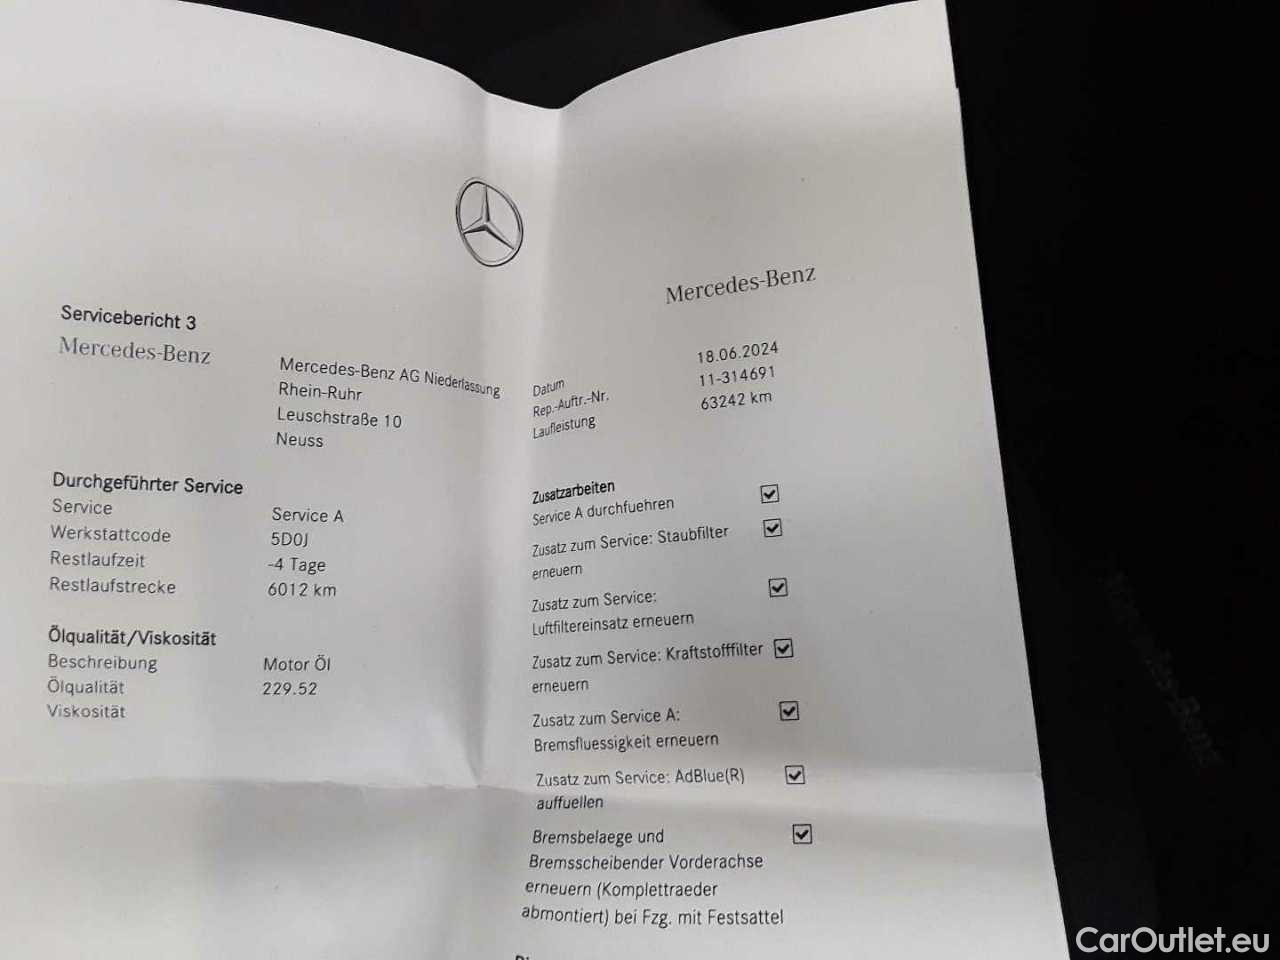 Mercedes-Benz
Servicebericht 3
Mercedes-Benz
Mercedes-Benz AG Niederlassung
Rhein-Ruhr
Leuschstraße 10
Neuss
Datum 18.06.2024
Rep.-Auftr.-Nr. 11-314691
Laufleistung 63242 km
Durchgeführter Service
Service Service A
Werkstattcode 5D0J
Restlaufzeit -4 Tage
Restlaufstrecke 6012 km
Ölqualität/Viskosität
Beschreibung Motor Öl
Ölqualität 229.52
Viskosität
Zusatzarbeiten
Service A durchfuehren
Zusatz zum Service: Staubfilter
erneuern
Zusatz zum Service:
Luftfiltereinsatz erneuern
Zusatz zum Service: Kraftstofffilter
erneuern
Zusatz zum Service A:
Bremsfluessigkeit erneuern
Zusatz zum Service: AdBlue(R)
auffuellen
Bremsbelaege und
Bremsscheibender Vorderachse
erneuern (Komplettraeder
abmontiert) bei Fzg. mit Festsattel
CarOutlet.eu